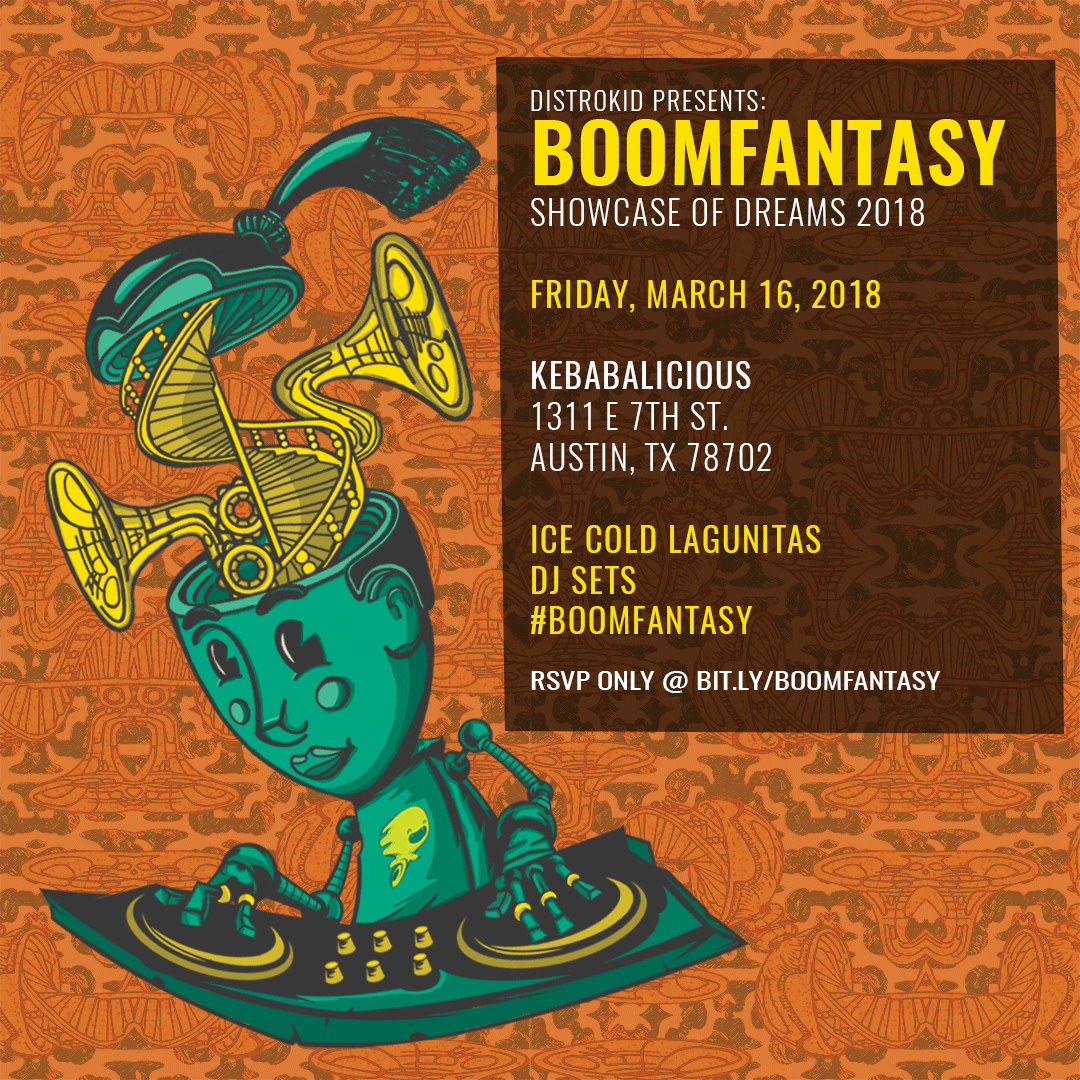 DISTROKID PRESENTS:
BOOMFANTASY
SHOWCASE OF DREAMS 2018
FRIDAY, MARCH 16, 2018
KEBABALICIOUS
1311 E 7TH ST.
AUSTIN, TX 78702
ICE COLD LAGUNITAS
DJ SETS
#BOOMFANTASY
RSVP ONLY @ BIT.LY/BOOMFANTASY